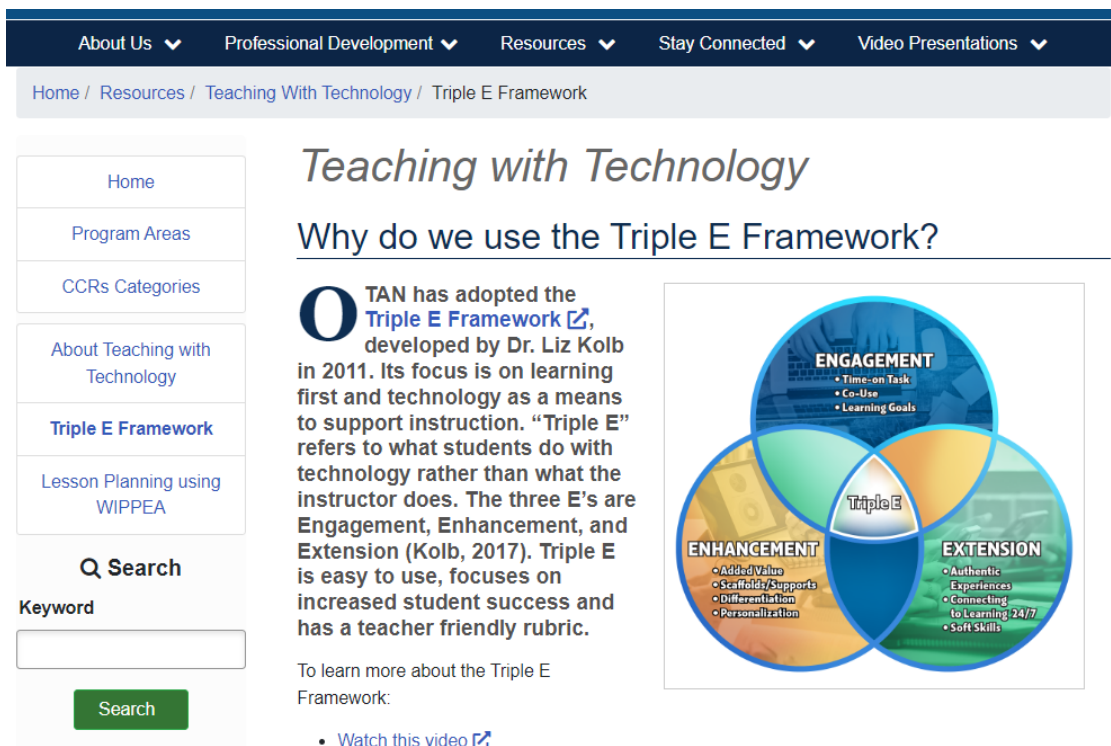 About Us Professional Development Resources Stay Connected Video Presentations
Home / Resources / Teaching With Technology / Triple E Framework
Home
Program Areas
CCRs Categories
About Teaching with
Technology
Triple E Framework
Lesson Planning using
WIPPEA
Search
Keyword
Search
Teaching with Technology
Why do we use the Triple E Framework?
OTAN has adopted the
Triple E Framework,
developed by Dr. Liz Kolb
in 2011. Its focus is on learning
first and technology as a means
to support instruction. “Triple E”
refers to what students do with
technology rather than what the
instructor does. The three E’s are
Engagement, Enhancement, and
Extension (Kolb, 2017). Triple E
is easy to use, focuses on
increased student success and
has a teacher friendly rubric.
To learn more about the Triple E
Framework:
• Watch this video
ENGAGEMENT
• Time-on Task
• Co-Use
• Learning Goals
Triple E
ENHANCEMENT
• Added Value
• Scaffolds/Supports
• Differentiation
• Personalization
EXTENSION
• Authentic
Experiences
• Connecting
to Learning 24/7
• Soft Skills